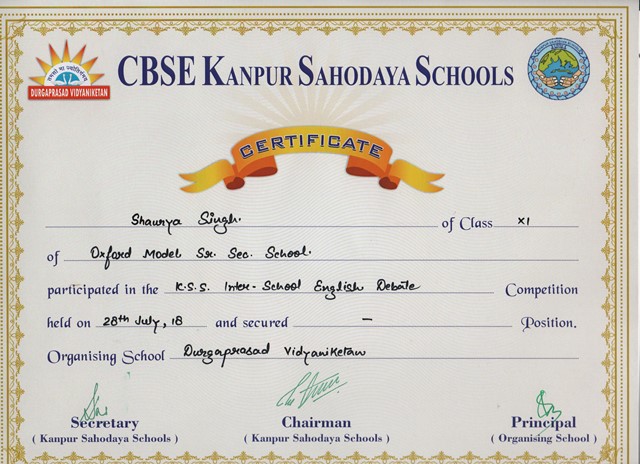 तमसो मा ज्योतिर्गमय
DURGAPRASAD VIDYANIKETAN
CBSE KANPUR SAHODAYA SCHOOLS
CERTIFICATE
Shaurya Singh. of Class XI
of Oxford Model Sr. Sec. School.
participated in the K.S.S. Inter-School English Debate Competition
held on 28th July, 18 and secured – Position.
Organising School Durgaprasad Vidyaniketan
Secretary Chairman Principal
( Kanpur Sahodaya Schools ) ( Kanpur Sahodaya Schools ) ( Organising School )